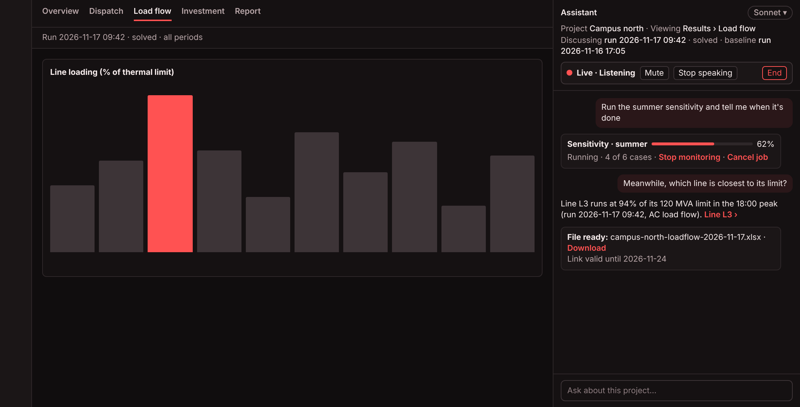 Overview Dispatch Load flow Investment Report
Run 2026-11-17 09:42 · solved · all periods
Line loading (% of thermal limit)
Assistant
Sonnet ▾
Project Campus north · Viewing Results › Load flow
Discussing run 2026-11-17 09:42 · solved · baseline run
2026-11-16 17:05
Live · Listening Mute Stop speaking End
Run the summer sensitivity and tell me when it's
done
Sensitivity · summer 62%
Running · 4 of 6 cases · Stop monitoring · Cancel job
Meanwhile, which line is closest to its limit?
Line L3 runs at 94% of its 120 MVA limit in the 18:00 peak
(run 2026-11-17 09:42, AC load flow). Line L3 ›
File ready: campus-north-loadflow-2026-11-17.xlsx ·
Download
Link valid until 2026-11-24
Ask about this project…